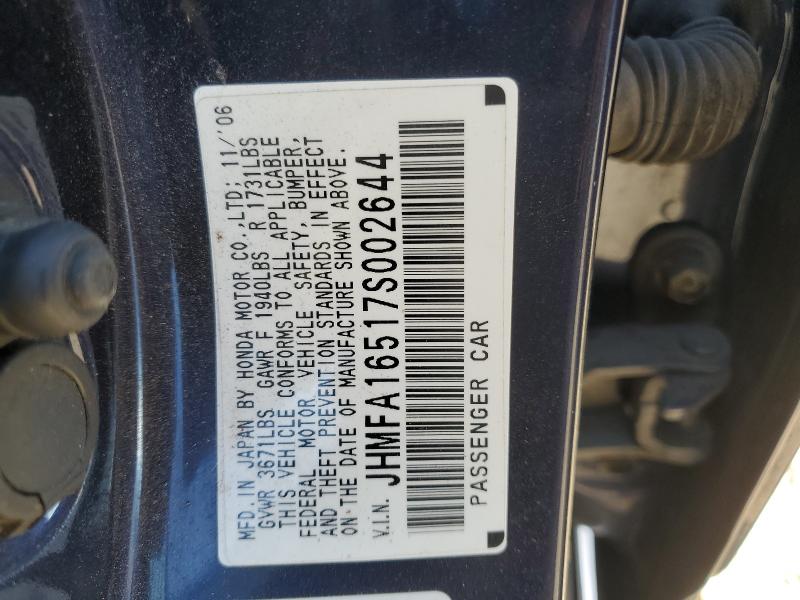 MFD. IN JAPAN BY HONDA MOTOR CO.,LTD; 11/'06
GVWR 3671LBS GAWR F 1940LBS R 1731LBS
THIS VEHICLE CONFORMS TO ALL APPLICABLE
FEDERAL MOTOR VEHICLE SAFETY, BUMPER,
AND THEFT PREVENTION STANDARDS IN EFFECT
ON THE DATE OF MANUFACTURE SHOWN ABOVE.
V.I.N. JHMFA16517S002644
PASSENGER CAR